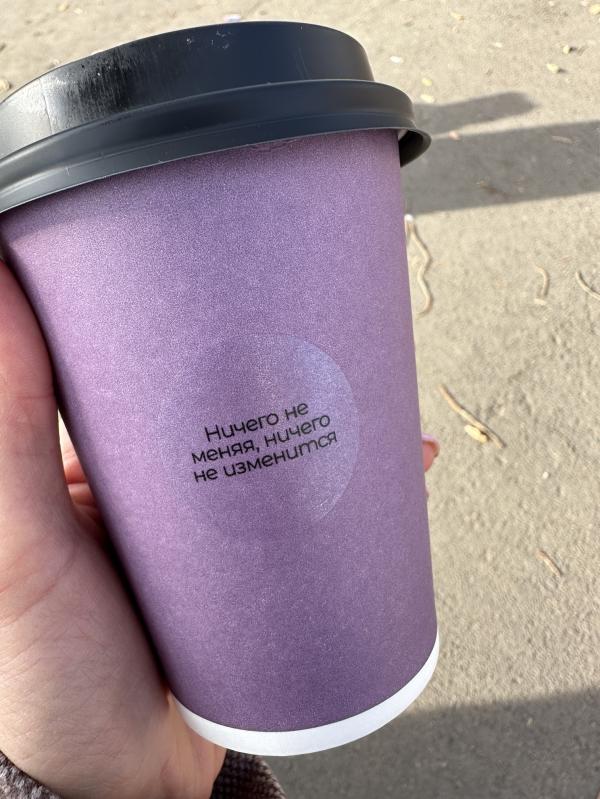 Ничего не
меняя, ничего
не изменится